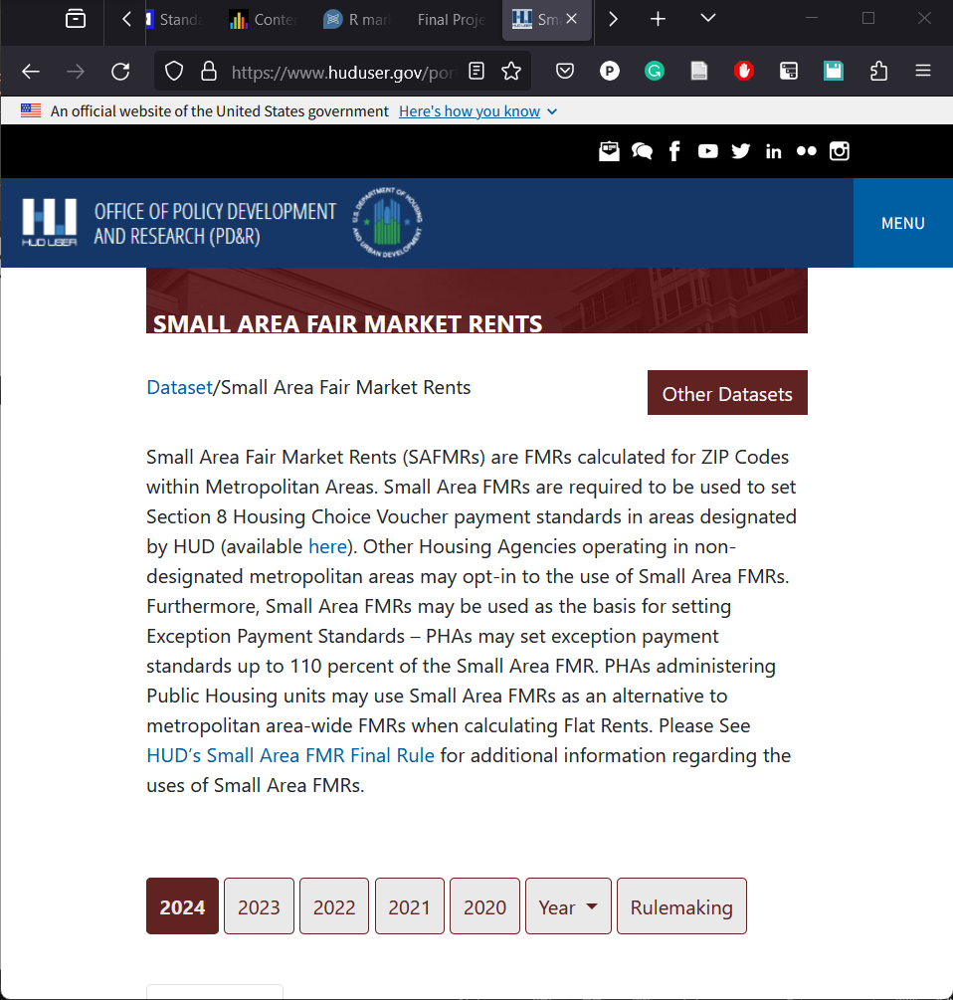 Standa
Conte
R mar
Final Proje
Sm
https://www.huduser.gov/por
An official website of the United States government Here's how you know
HUD USER
OFFICE OF POLICY DEVELOPMENT
AND RESEARCH (PD&R)
U.S. DEPARTMENT OF HOUSING
AND URBAN DEVELOPMENT
MENU
SMALL AREA FAIR MARKET RENTS
Dataset/Small Area Fair Market Rents
Other Datasets
Small Area Fair Market Rents (SAFMRs) are FMRs calculated for ZIP Codes
within Metropolitan Areas. Small Area FMRs are required to be used to set
Section 8 Housing Choice Voucher payment standards in areas designated
by HUD (available here). Other Housing Agencies operating in non-
designated metropolitan areas may opt-in to the use of Small Area FMRs.
Furthermore, Small Area FMRs may be used as the basis for setting
Exception Payment Standards – PHAs may set exception payment
standards up to 110 percent of the Small Area FMR. PHAs administering
Public Housing units may use Small Area FMRs as an alternative to
metropolitan area-wide FMRs when calculating Flat Rents. Please See
HUD’s Small Area FMR Final Rule for additional information regarding the
uses of Small Area FMRs.
2024 2023 2022 2021 2020 Year Rulemaking